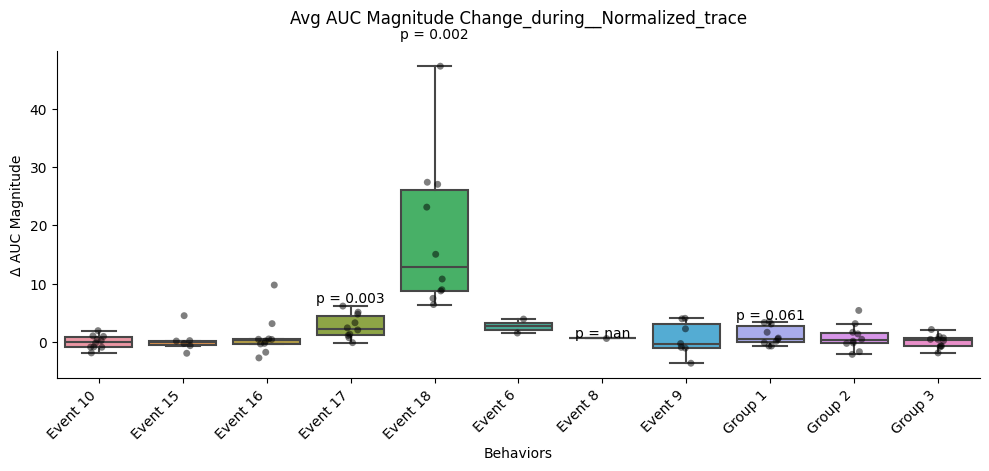 Avg AUC Magnitude Change_during__Normalized_trace
p = 0.002
p = 0.003
p = nan
p = 0.061
Δ AUC Magnitude
40
30
20
10
0
Event 10
Event 15
Event 16
Event 17
Event 18
Event 6
Event 8
Event 9
Group 1
Group 2
Group 3
Behaviors